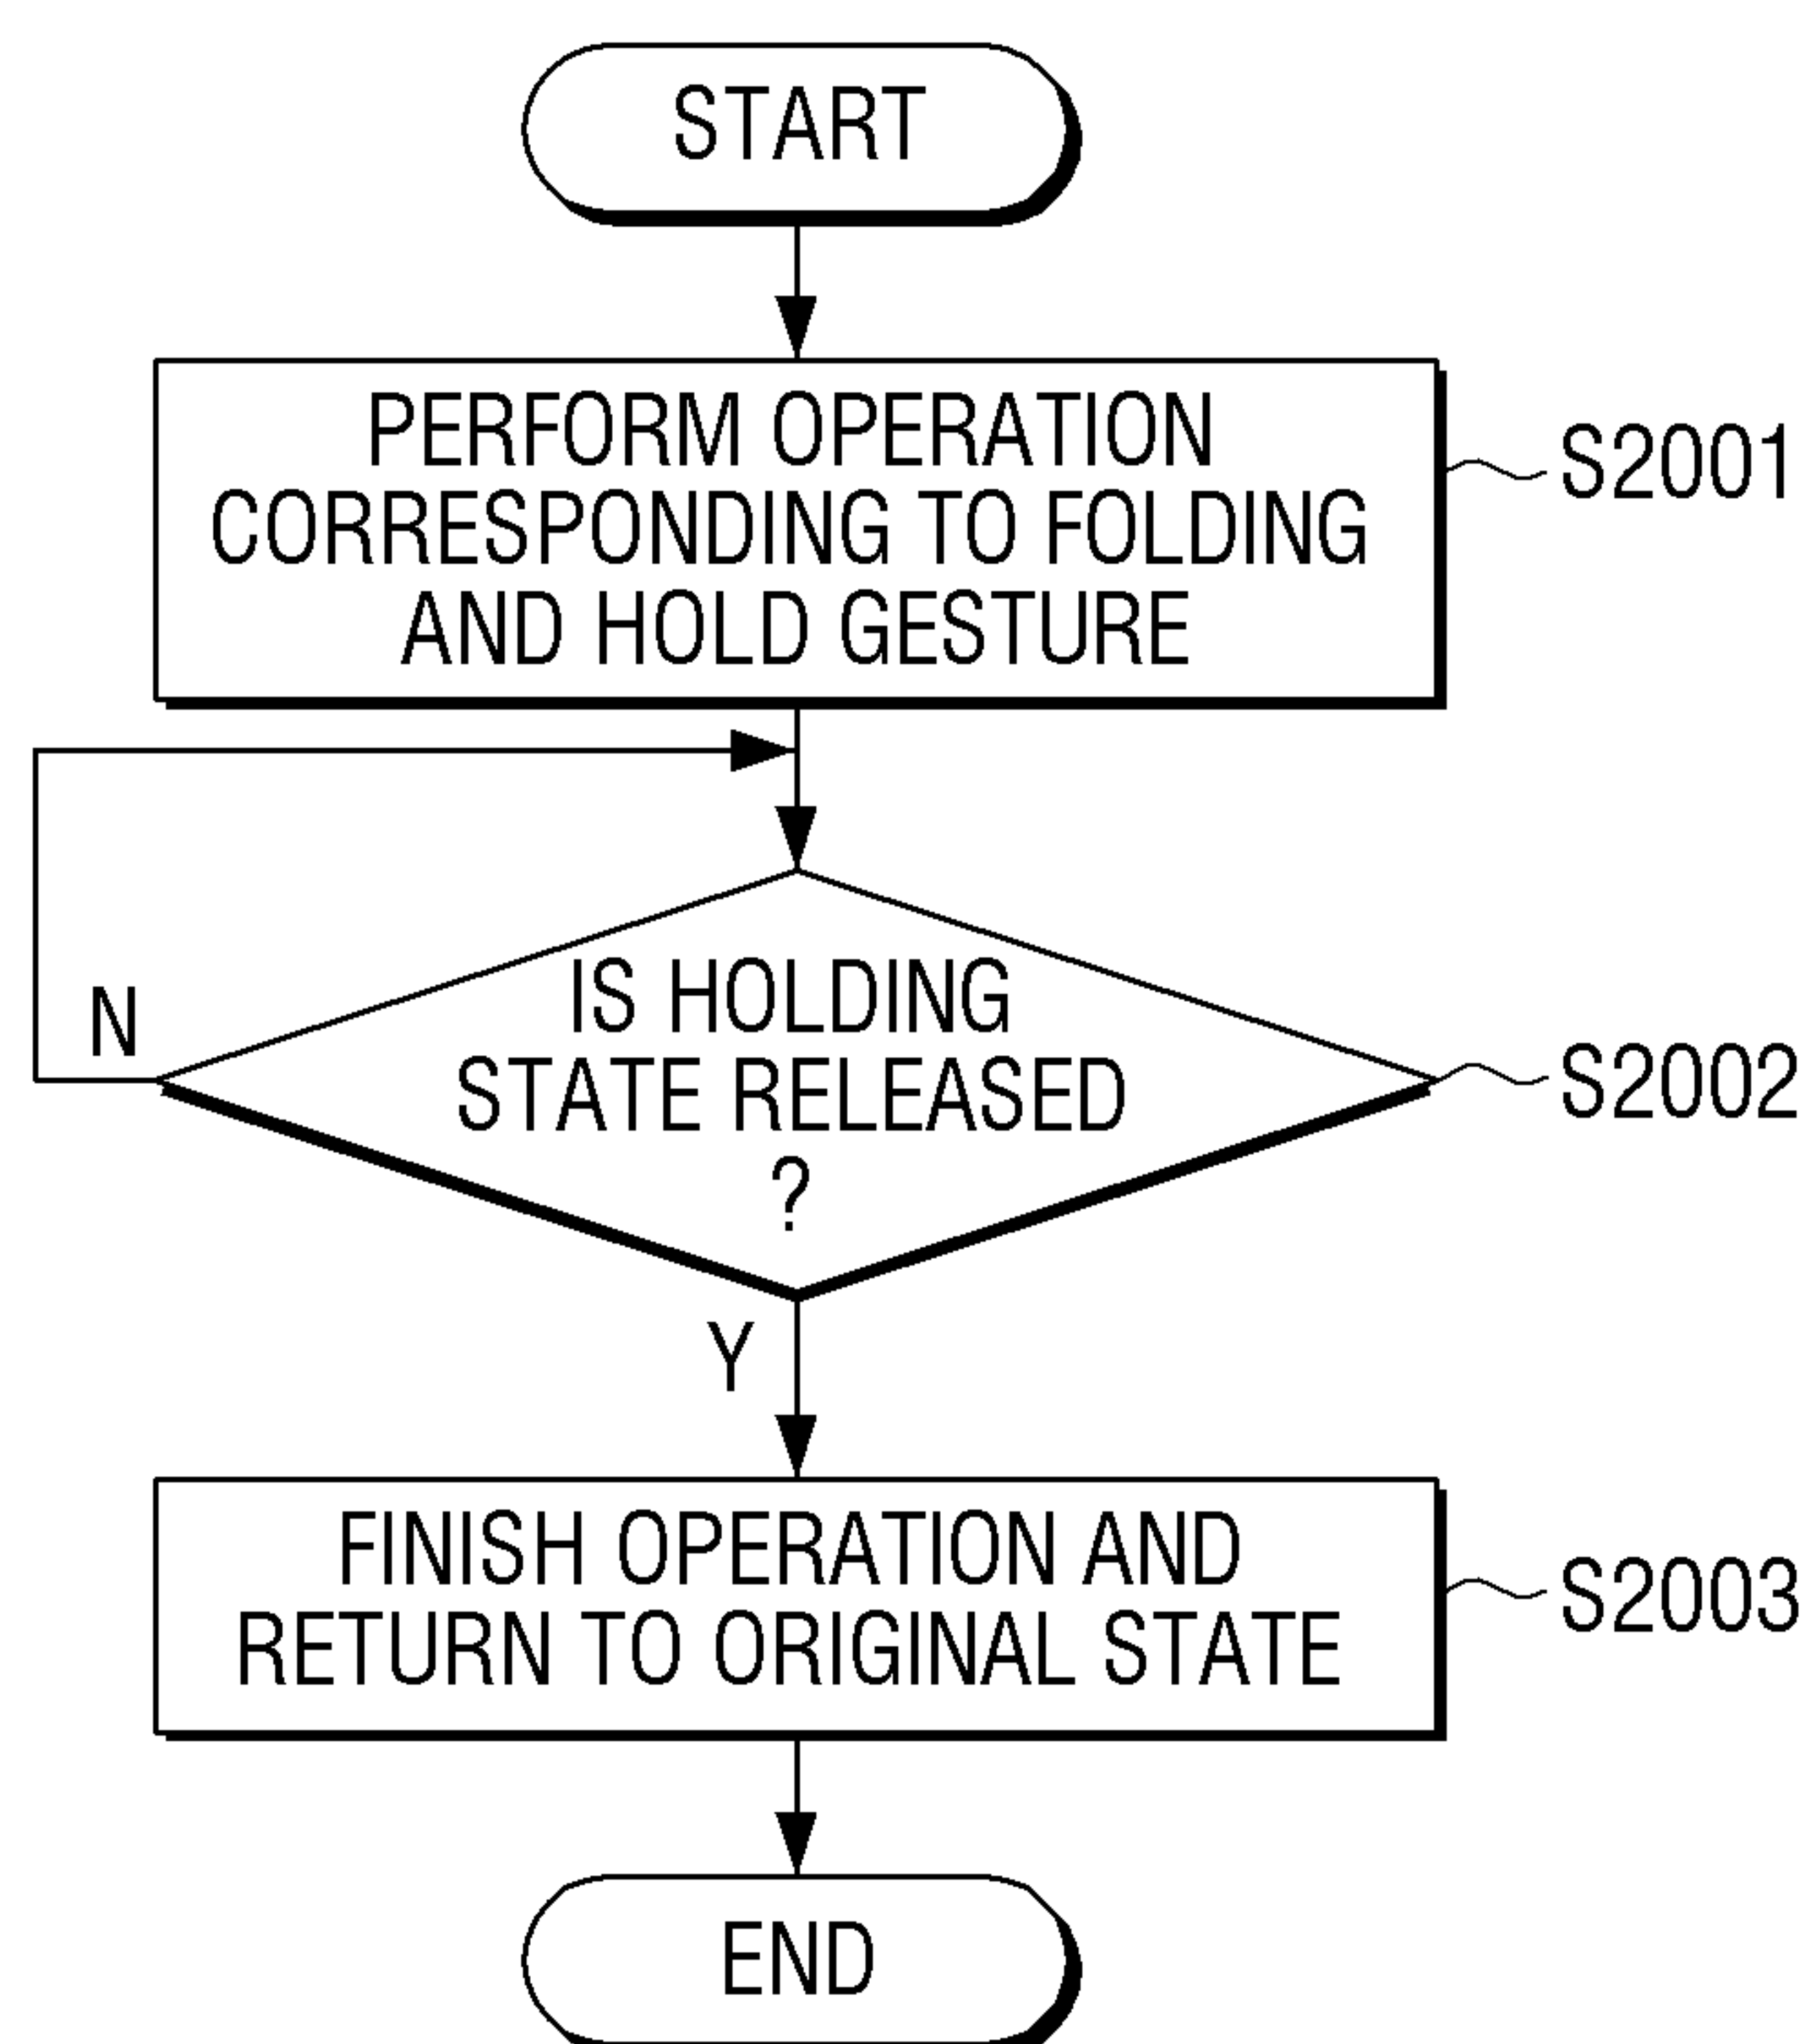 START
PERFORM OPERATION
CORRESPONDING TO FOLDING
AND HOLD GESTURE
S2001
N
IS HOLDING
STATE RELEASED
?
S2002
Y
FINISH OPERATION AND
RETURN TO ORIGINAL STATE
S2003
END